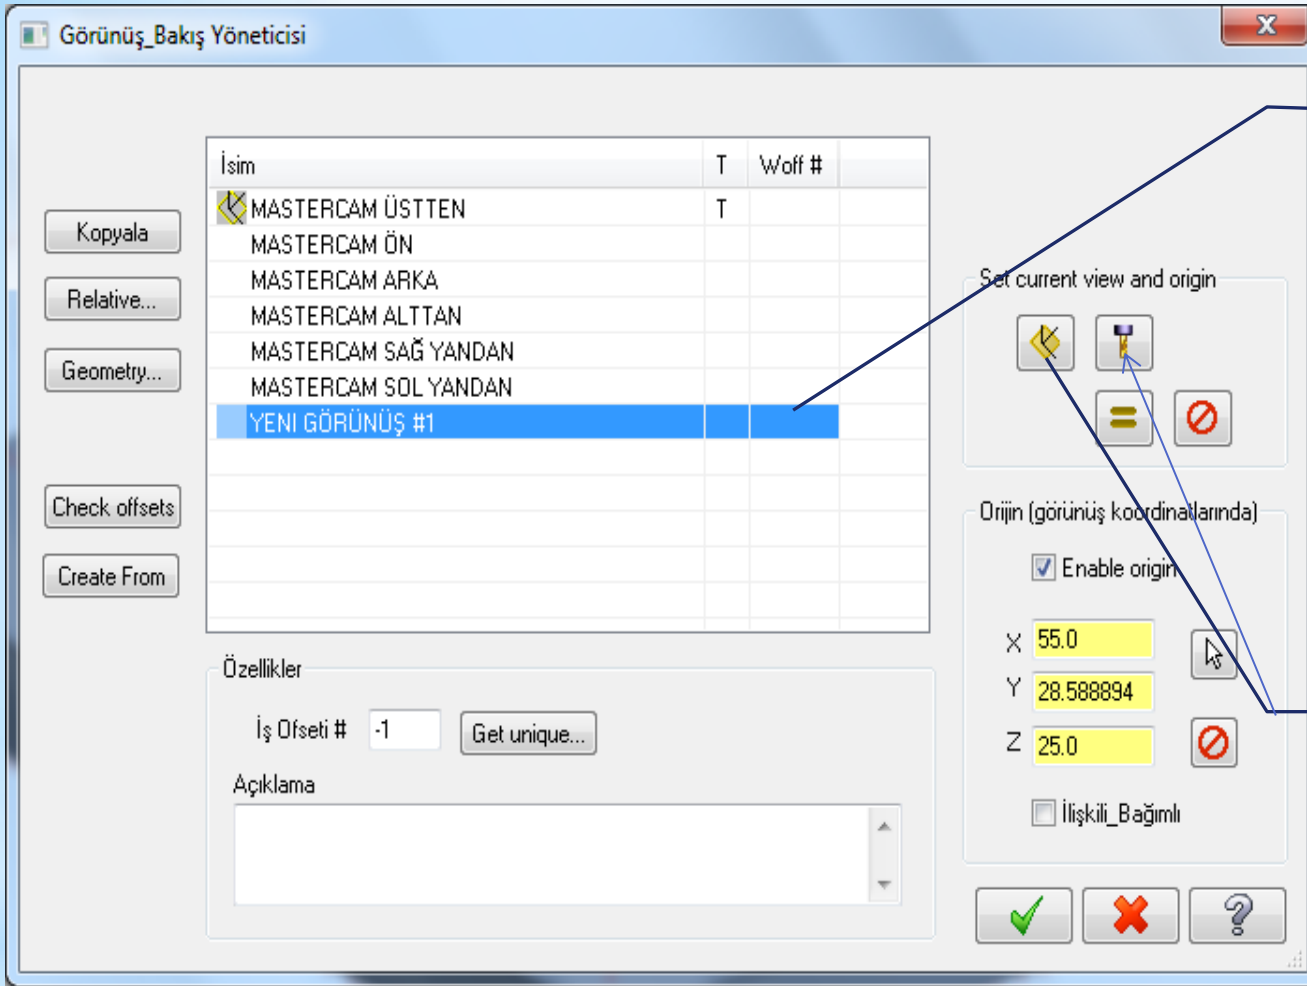 Görünüş_Bakış Yöneticisi
İsim T Woff #
MASTERCAM ÜSTTEN T
MASTERCAM ÖN
MASTERCAM ARKA
MASTERCAM ALTTAN
MASTERCAM SAĞ YANDAN
MASTERCAM SOL YANDAN
YENI GÖRÜNÜŞ #1
Kopyala
Relative...
Geometry...
Check offsets
Create From
Set current view and origin
Orijin (görünüş koordinatlarında)
Enable origin
X 55.0
Y 28.588894
Z 25.0
İlişkili_Bağımlı
Özellikler
İş Ofseti # -1 Get unique...
Açıklama